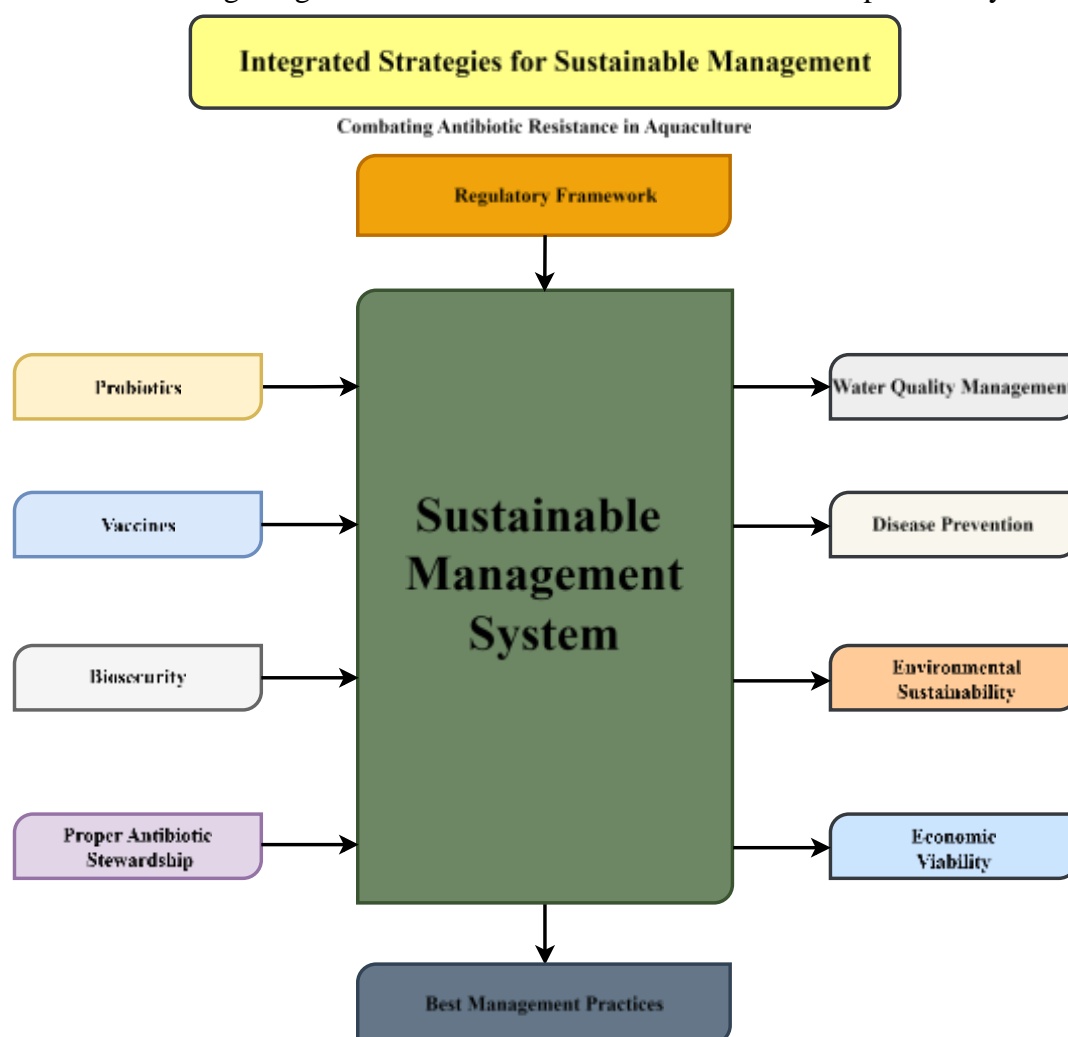 Integrated Strategies for Sustainable Management
Combating Antibiotic Resistance in Aquaculture
Regulatory Framework
Probiotics
Water Quality Management
Vaccines
Disease Prevention
Sustainable
Management
System
Biosecurity
Environmental
Sustainability
Proper Antibiotic
Stewardship
Economic
Viability
Best Management Practices